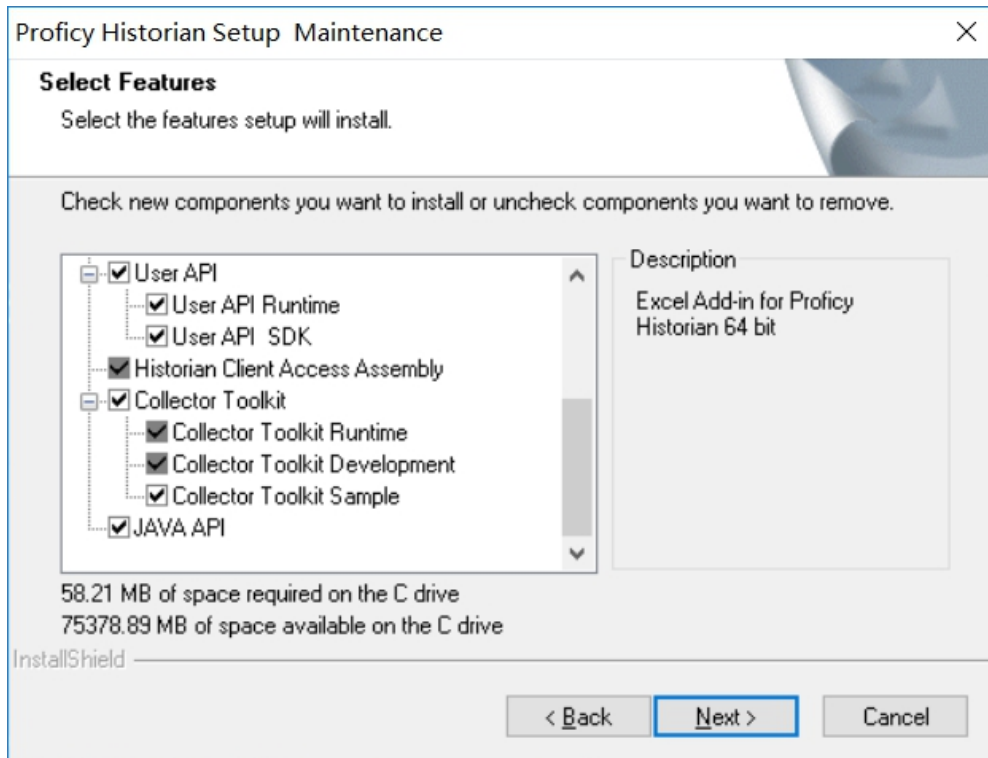 Proficy Historian Setup  Maintenance
Select Features
Select the features setup will install.
Check new components you want to install or uncheck components you want to remove.
User API
User API Runtime
User API  SDK
Historian Client Access Assembly
Collector Toolkit
Collector Toolkit Runtime
Collector Toolkit Development
Collector Toolkit Sample
JAVA API
Description
Excel Add-in for Proficy
Historian 64 bit
58.21 MB of space required on the C drive
75378.89 MB of space available on the C drive
InstallShield
< Back
Next >
Cancel